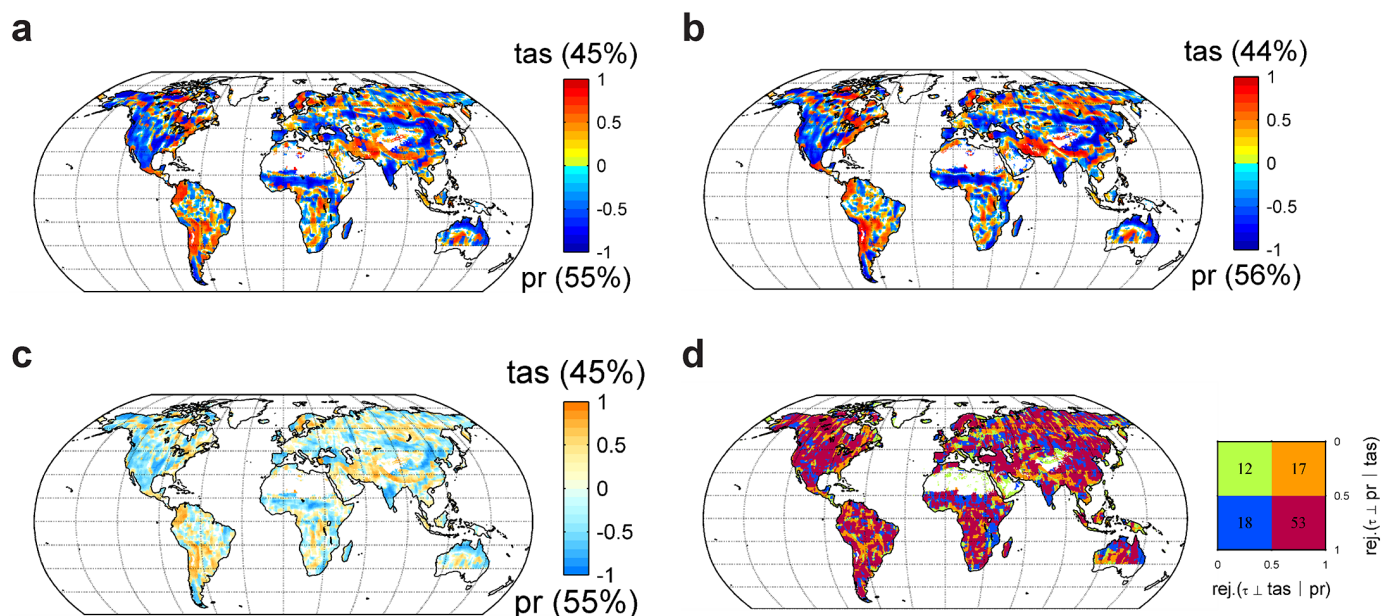 a
tas (45%)
1
0.5
0
-0.5
-1
pr (55%)
b
tas (44%)
1
0.5
0
-0.5
-1
pr (56%)
c
tas (45%)
1
0.5
0
-0.5
-1
pr (55%)
d
12
17
18
53
0
0.5
1
rej.(τ ⊥ pr | tas)
0
0.5
1
rej.(τ ⊥ tas | pr)